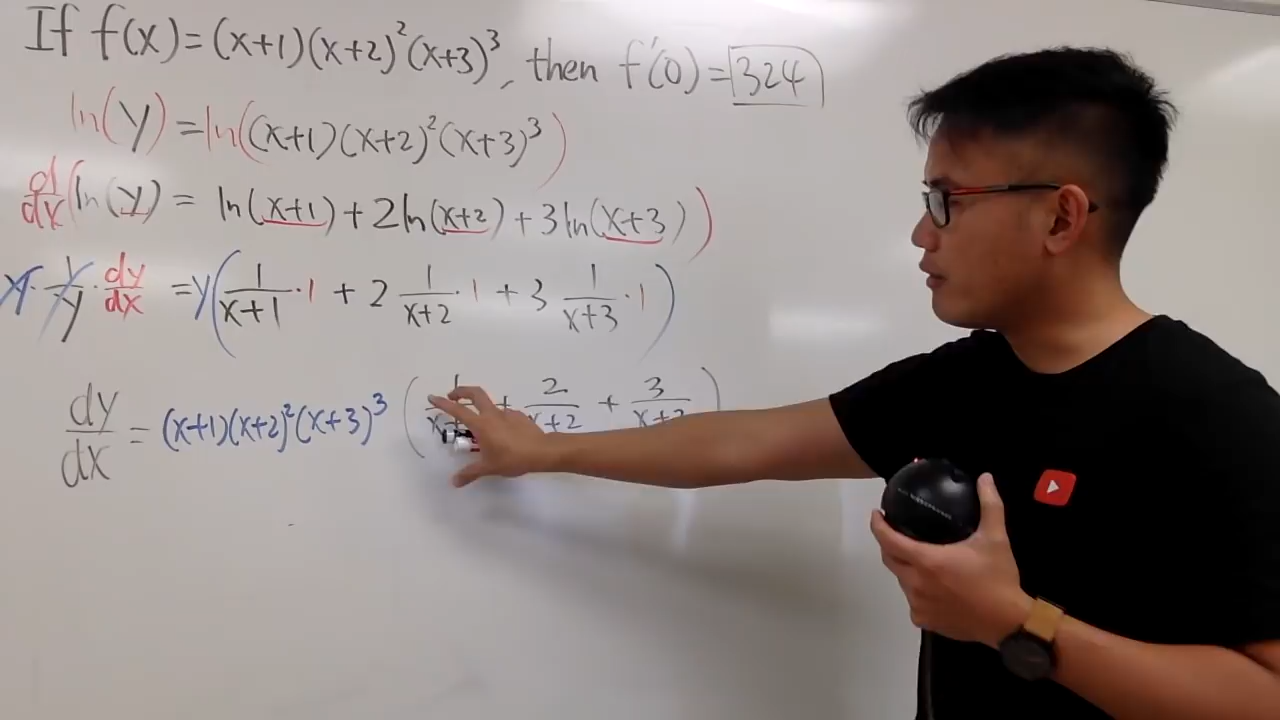 If f(x)=(x+1)(x+2)²(x+3)³, then f'(0)=324
ln(y)=ln((x+1)(x+2)²(x+3)³)
d/dx(ln(y)= ln(x+1)+2ln(x+2)+3ln(x+3))
y·1/y·dy/dx =y(1/x+1·1 + 2 1/x+2·1 + 3 1/x+3·1)
dy/dx = (x+1)(x+2)²(x+3)³ ( + 2/x+2 + 3/x+3)